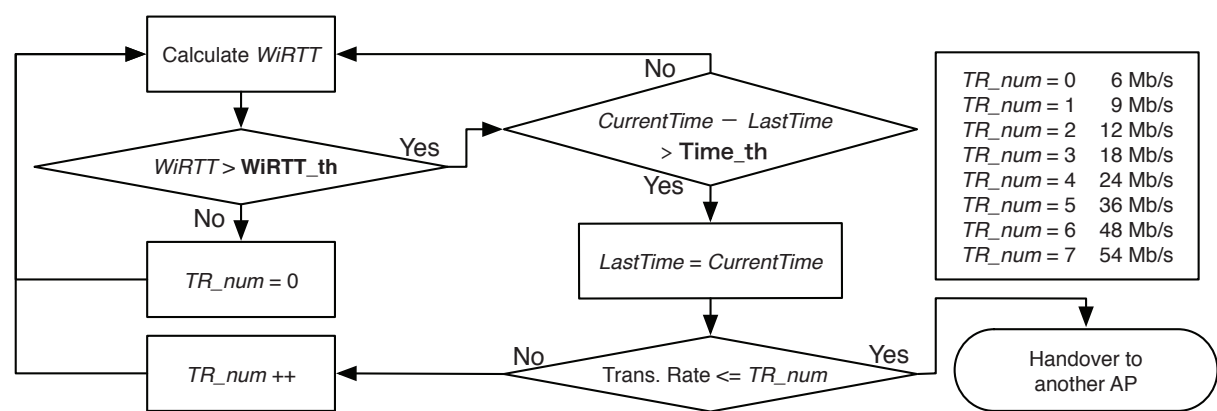 Calculate WiRTT
WiRTT > WiRTT_th
Yes
No
TR_num = 0
TR_num ++
No
CurrentTime − LastTime
> Time_th
Yes
LastTime = CurrentTime
Trans. Rate <= TR_num
No
Yes
TR_num = 0 6 Mb/s
TR_num = 1 9 Mb/s
TR_num = 2 12 Mb/s
TR_num = 3 18 Mb/s
TR_num = 4 24 Mb/s
TR_num = 5 36 Mb/s
TR_num = 6 48 Mb/s
TR_num = 7 54 Mb/s
Handover to
another AP